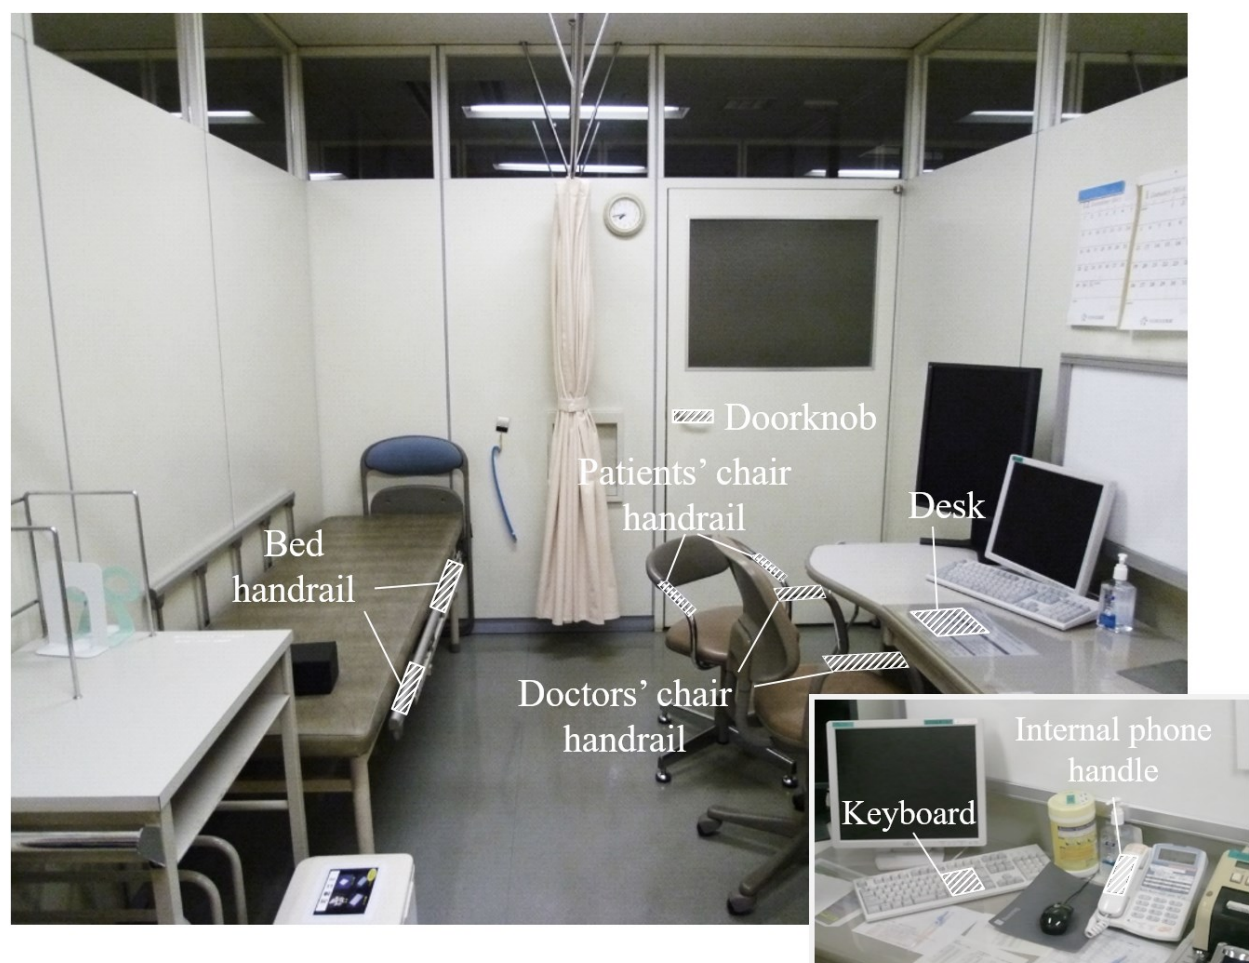 Doorknob
Patients’ chair
handrail
Desk
Bed
handrail
Doctors’ chair
handrail
Internal phone
handle
Keyboard